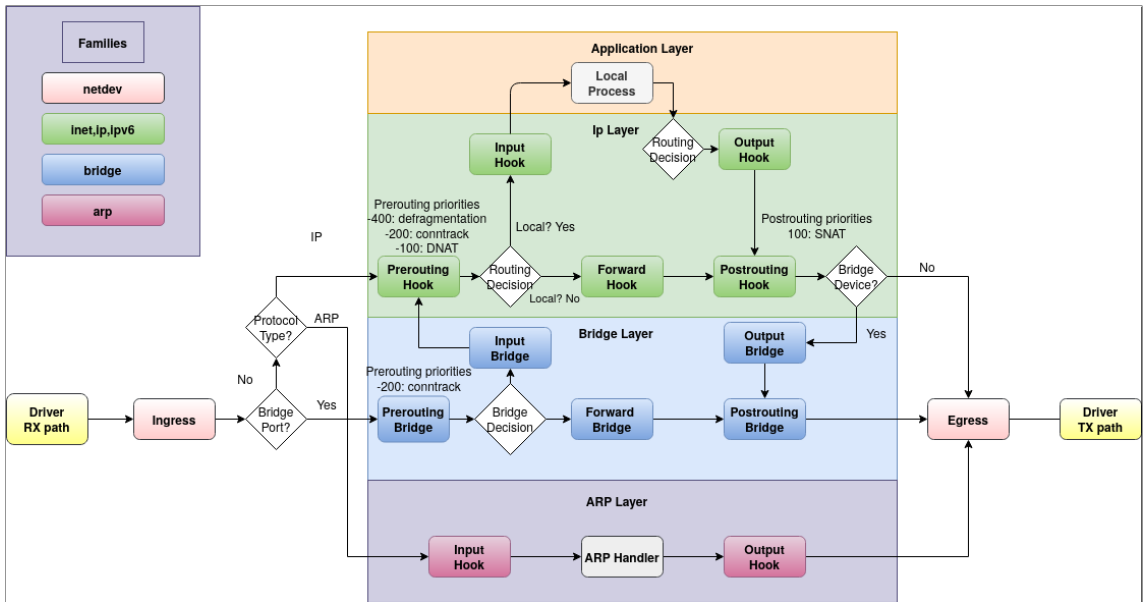 Families
netdev
inet,ip,ipv6
bridge
arp
Application Layer
Local
Process
Ip Layer
Input
Hook
Routing
Decision
Output
Hook
Prerouting priorities
-400: defragmentation
-200: conntrack
-100: DNAT
Local? Yes
Postrouting priorities
100: SNAT
IP
Prerouting
Hook
Routing
Decision
Local? No
Forward
Hook
Postrouting
Hook
Bridge
Device?
No
Yes
Protocol
Type?
ARP
Bridge Layer
Input
Bridge
Output
Bridge
Prerouting priorities
-200: conntrack
No
Driver
RX path
Ingress
Bridge
Port?
Yes
Prerouting
Bridge
Bridge
Decision
Forward
Bridge
Postrouting
Bridge
Egress
Driver
TX path
ARP Layer
Input
Hook
ARP Handler
Output
Hook